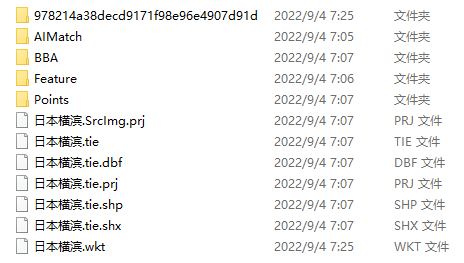 978214a38decd9171f98e96e4907d91d 2022/9/4 7:25 文件夹
AIMatch 2022/9/4 7:05 文件夹
BBA 2022/9/4 7:07 文件夹
Feature 2022/9/4 7:06 文件夹
Points 2022/9/4 7:07 文件夹
日本横滨.SrcImg.prj 2022/9/4 7:07 PRJ 文件
日本横滨.tie 2022/9/4 7:07 TIE 文件
日本横滨.tie.dbf 2022/9/4 7:07 DBF 文件
日本横滨.tie.prj 2022/9/4 7:07 PRJ 文件
日本横滨.tie.shp 2022/9/4 7:07 SHP 文件
日本横滨.tie.shx 2022/9/4 7:07 SHX 文件
日本横滨.wkt 2022/9/4 7:25 WKT 文件